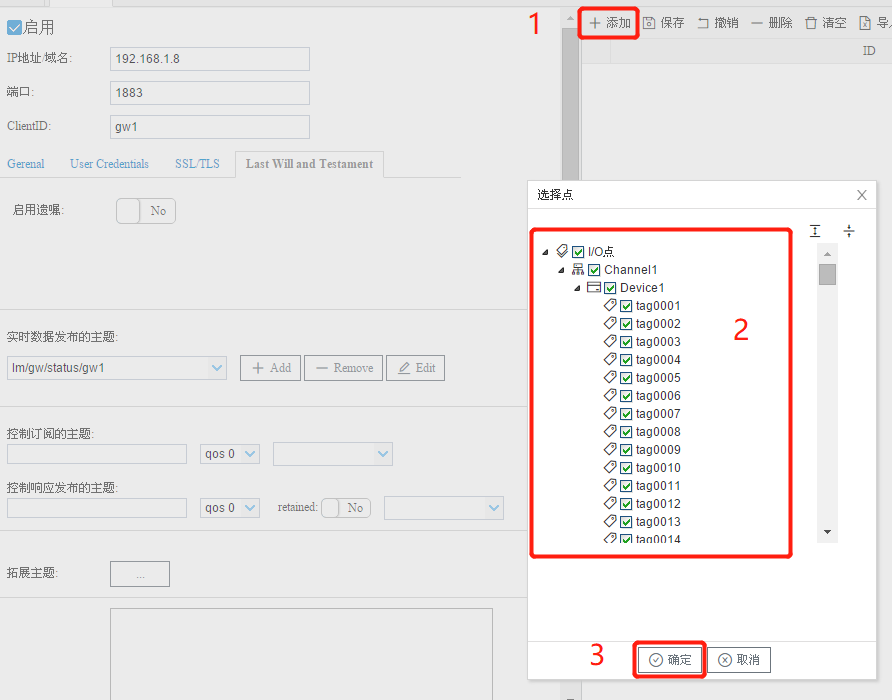 1
添加 保存 撤销 删除 清空 导
启用
ID
IP地址/域名: 192.168.1.8
端口: 1883
ClientID: gw1
Gerenal User Credentials SSL/TLS Last Will and Testament
启用遗嘱: No
实时数据发布的主题:
lm/gw/status/gw1 Add Remove Edit
控制订阅的主题:
qos 0
控制响应发布的主题:
qos 0 retained: No
拓展主题: ...
选择点
I/O点
Channel1
Device1
tag0001
tag0002
2
tag0003
tag0004
tag0005
tag0006
tag0007
tag0008
tag0009
tag0010
tag0011
tag0012
tag0013
tag0014
3
确定 取消